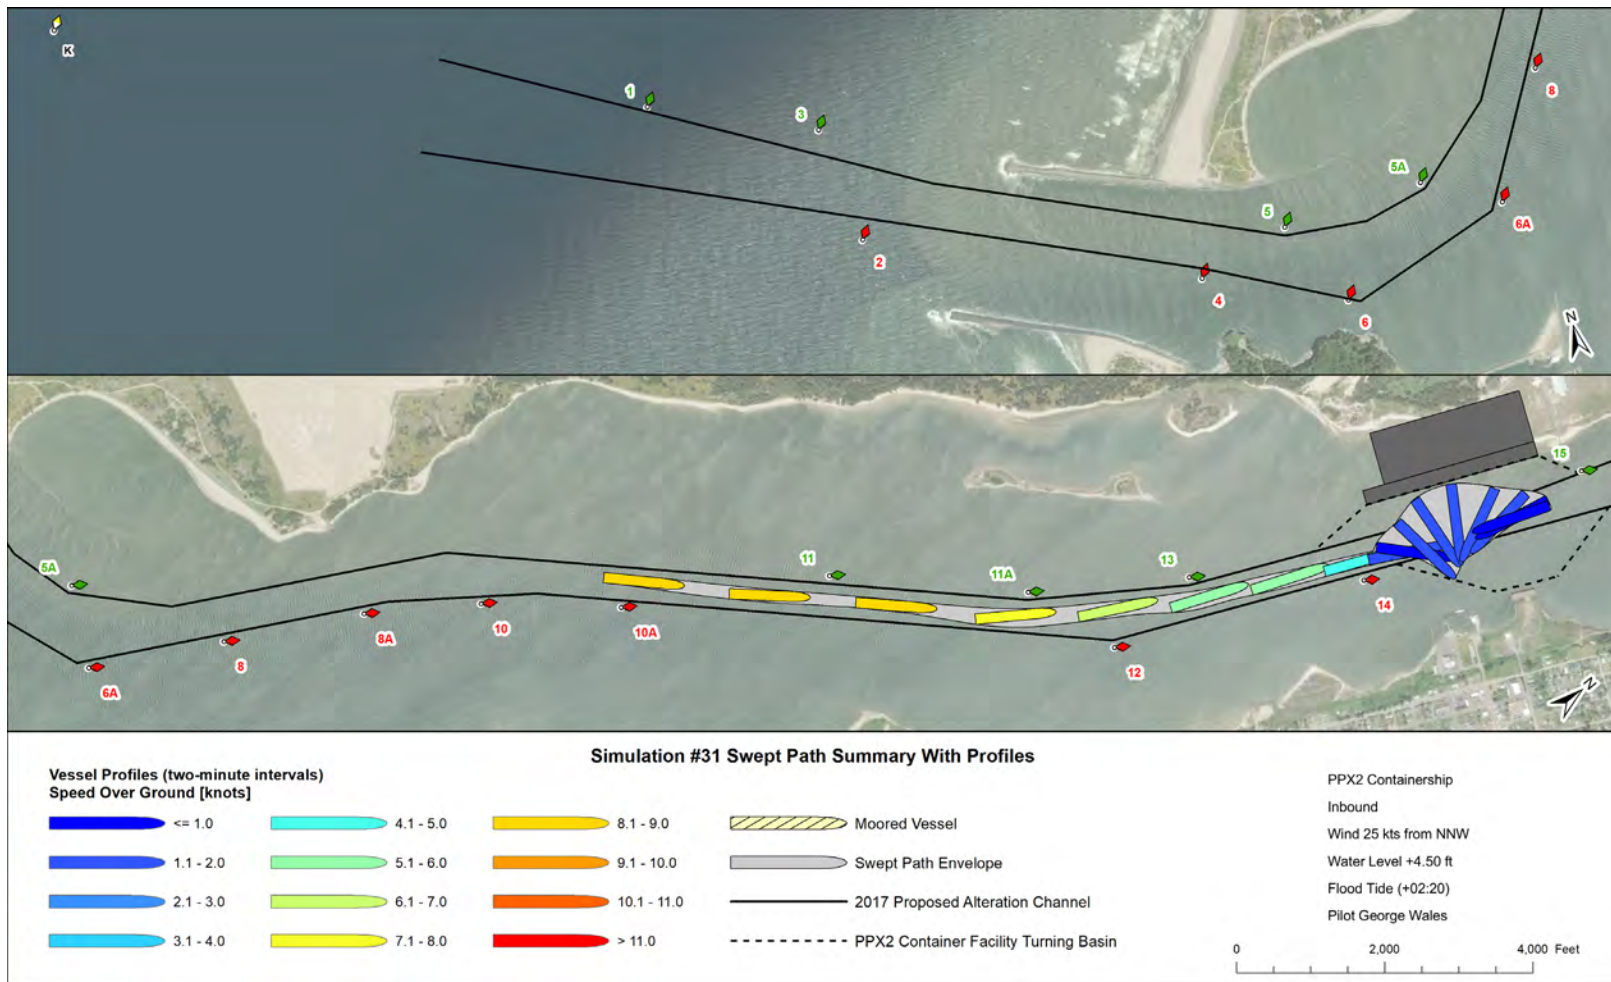 K
1
3
2
4
5
6
5A
6A
8
N
5A
6A
8
8A
10
10A
11
11A
12
13
14
15
N
Simulation #31 Swept Path Summary With Profiles
Vessel Profiles (two-minute intervals)
Speed Over Ground [knots]
<= 1.0
1.1 - 2.0
2.1 - 3.0
3.1 - 4.0
4.1 - 5.0
5.1 - 6.0
6.1 - 7.0
7.1 - 8.0
8.1 - 9.0
9.1 - 10.0
10.1 - 11.0
> 11.0
Moored Vessel
Swept Path Envelope
2017 Proposed Alteration Channel
PPX2 Container Facility Turning Basin
PPX2 Containership
Inbound
Wind 25 kts from NNW
Water Level +4.50 ft
Flood Tide (+02:20)
Pilot George Wales
0 2,000 4,000 Feet